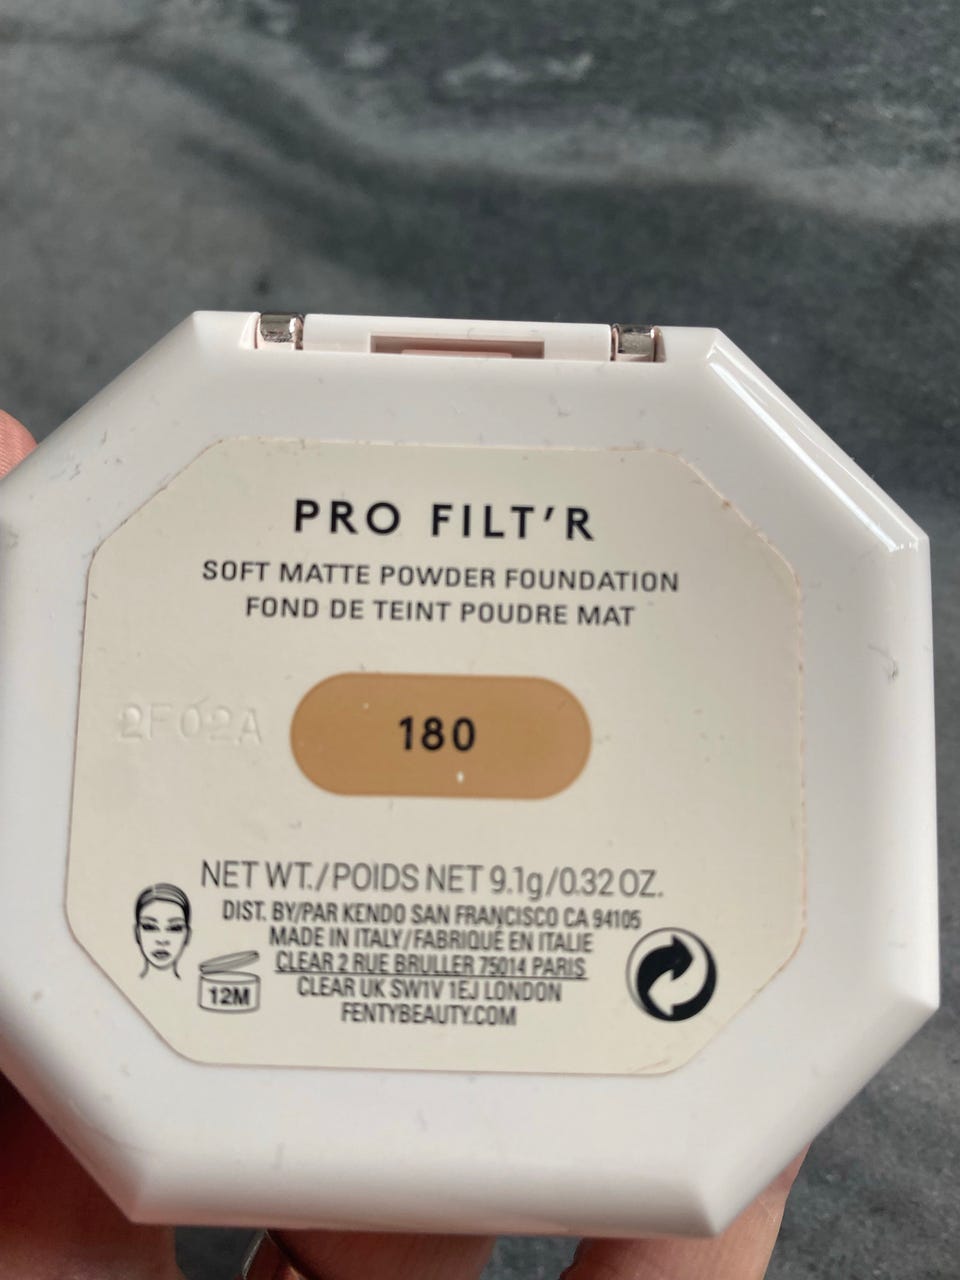 PRO FILT'R
SOFT MATTE POWDER FOUNDATION
FOND DE TEINT POUDRE MAT
2F02A
180
NET WT./POIDS NET 9.1g/0.32 OZ.
DIST. BY/PAR KENDO SAN FRANCISCO CA 94105
MADE IN ITALY/FABRIQUÉ EN ITALIE
CLEAR 2 RUE BRULLER 75014 PARIS
12M
CLEAR UK SW1V 1EJ LONDON
FENTYBEAUTY.COM